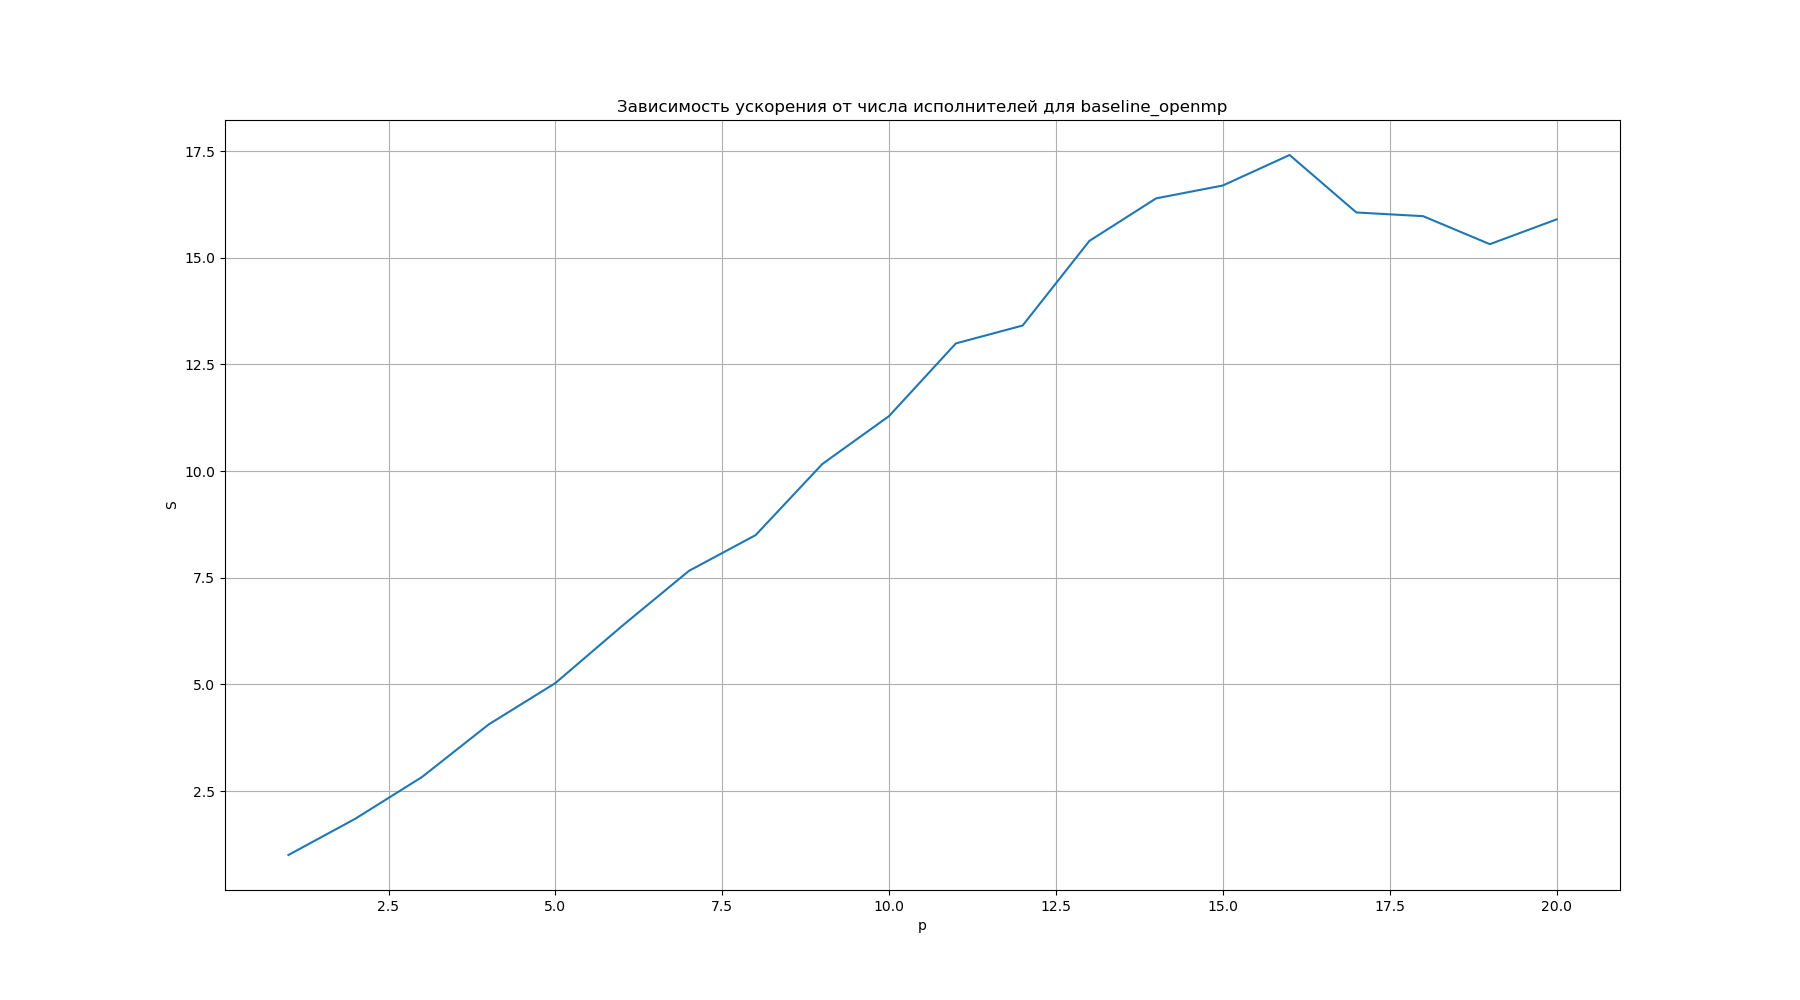 Зависимость ускорения от числа исполнителей для baseline_openmp
17.5
15.0
12.5
10.0
7.5
5.0
2.5
S
2.5 5.0 7.5 10.0 12.5 15.0 17.5 20.0
p